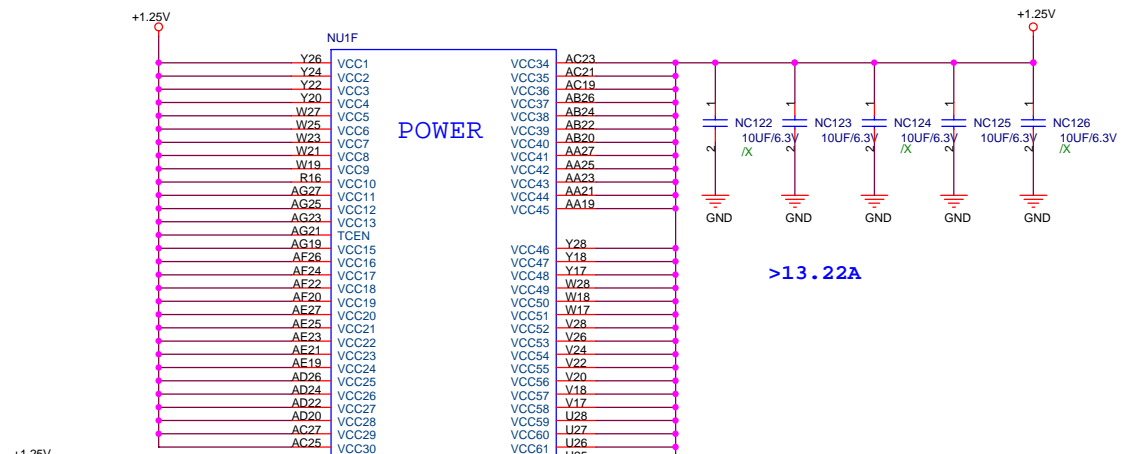 +1.25V
+1.25V
NU1F
POWER
Y26 VCC1
Y24 VCC2
Y22 VCC3
Y20 VCC4
W27 VCC5
W25 VCC6
W23 VCC7
W21 VCC8
W19 VCC9
R16 VCC10
AG27 VCC11
AG25 VCC12
AG23 VCC13
AG21 TCEN
AG19 VCC15
AF26 VCC16
AF24 VCC17
AF22 VCC18
AF20 VCC19
AE27 VCC20
AE25 VCC21
AE23 VCC22
AE21 VCC23
AE19 VCC24
AD26 VCC25
AD24 VCC26
AD22 VCC27
AD20 VCC28
AC27 VCC29
AC25 VCC30
VCC34 AC23
VCC35 AC21
VCC36 AC19
VCC37 AB26
VCC38 AB24
VCC39 AB22
VCC40 AB20
VCC41 AA27
VCC42 AA25
VCC43 AA23
VCC44 AA21
VCC45 AA19
VCC46 Y28
VCC47 Y18
VCC48 Y17
VCC49 W28
VCC50 W18
VCC51 W17
VCC52 V28
VCC53 V26
VCC54 V24
VCC55 V22
VCC56 V20
VCC57 V18
VCC58 V17
VCC59 U28
VCC60 U27
VCC61 U26
1
2
NC122
10UF/6.3V
/X
GND
1
2
NC123
10UF/6.3V
GND
1
2
NC124
10UF/6.3V
/X
GND
1
2
NC125
10UF/6.3V
GND
1
2
NC126
10UF/6.3V
/X
GND
>13.22A